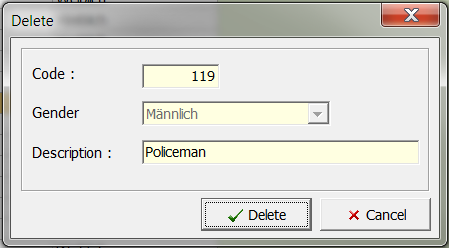 Delete
Code : 119
Gender Männlich
Description : Policeman
Delete Cancel